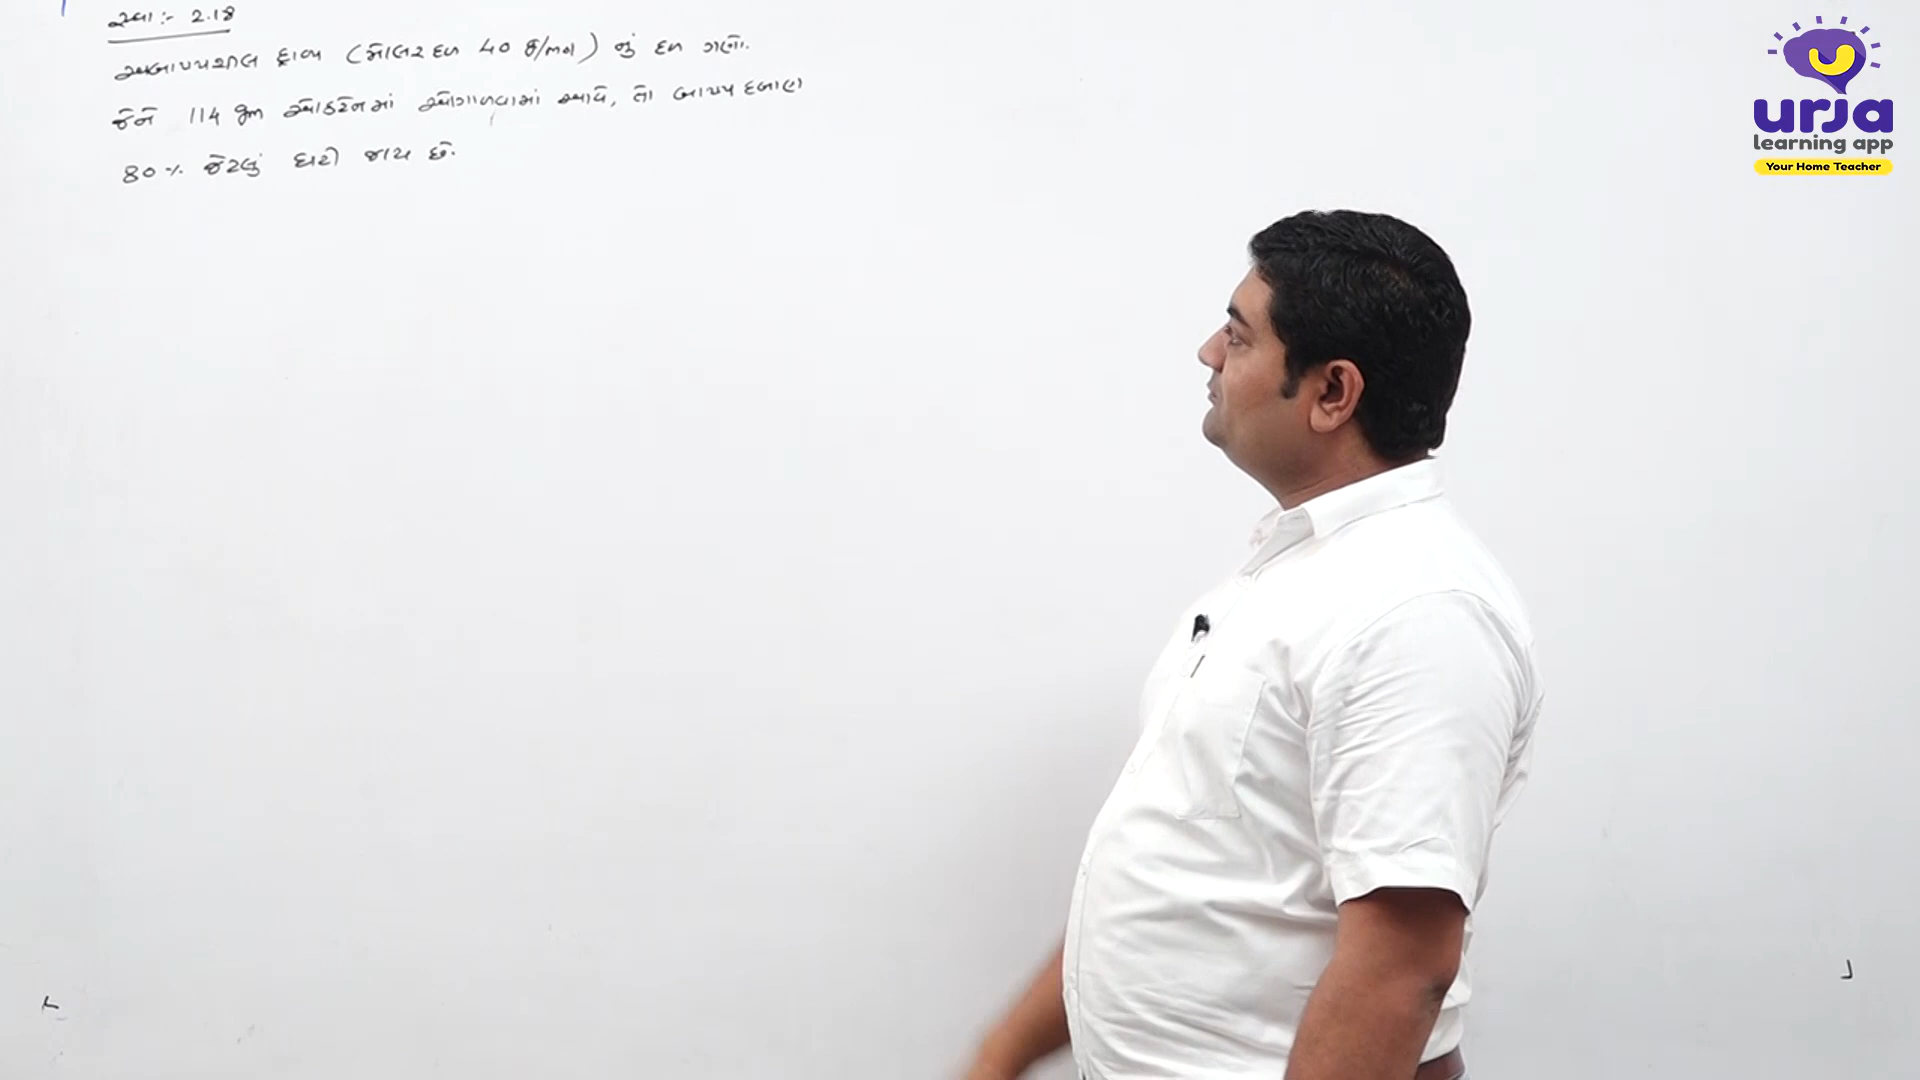 સ્વા :- 2.18
અબાષ્પશીલ દ્રાવ્ય (મોલર દળ 40 ગ્રા/mol) નું દળ ગણો.
જેને 114 ગ્રામ ઓક્ટેનમાં ઓગાળવામાં આવે, તો બાષ્પ દબાણ
80 % જેટલું ઘટી જાય છે.
urja
learning app
Your Home Teacher